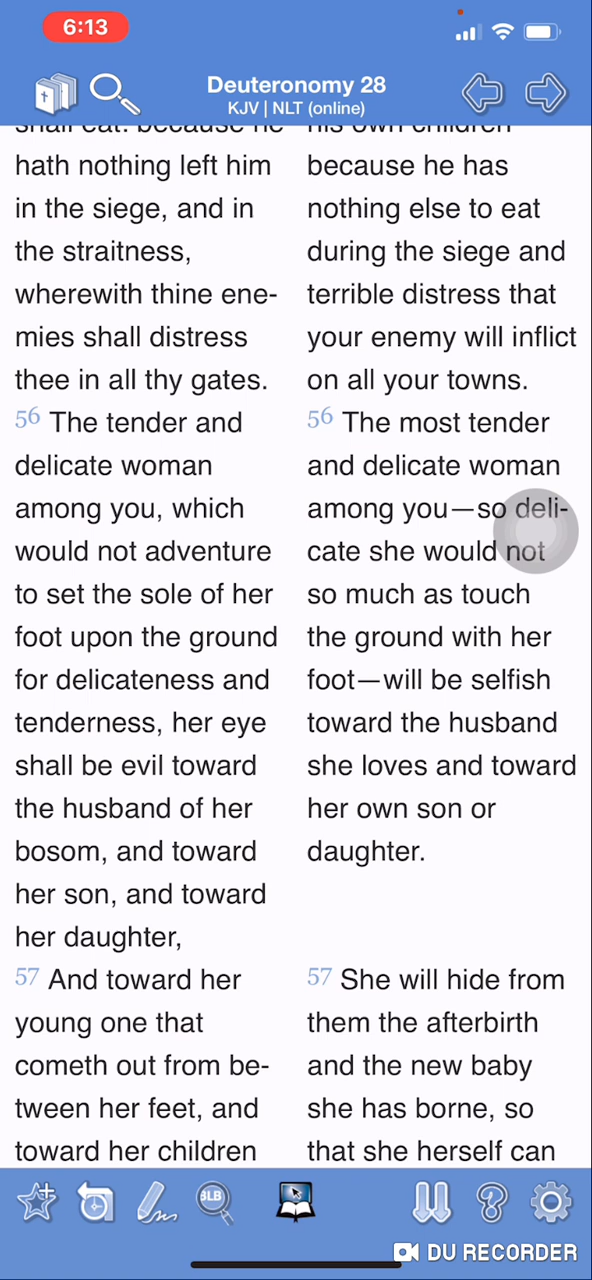 6:13
Deuteronomy 28
KJV | NLT (online)
shall eat: because he
hath nothing left him
in the siege, and in
the straitness,
wherewith thine ene-
mies shall distress
thee in all thy gates.
56 The tender and
delicate woman
among you, which
would not adventure
to set the sole of her
foot upon the ground
for delicateness and
tenderness, her eye
shall be evil toward
the husband of her
bosom, and toward
her son, and toward
her daughter,
57 And toward her
young one that
cometh out from be-
tween her feet, and
toward her children
his own children
because he has
nothing else to eat
during the siege and
terrible distress that
your enemy will inflict
on all your towns.
56 The most tender
and delicate woman
among you—so deli-
cate she would not
so much as touch
the ground with her
foot—will be selfish
toward the husband
she loves and toward
her own son or
daughter.
57 She will hide from
them the afterbirth
and the new baby
she has borne, so
that she herself can
BLB
DU RECORDER